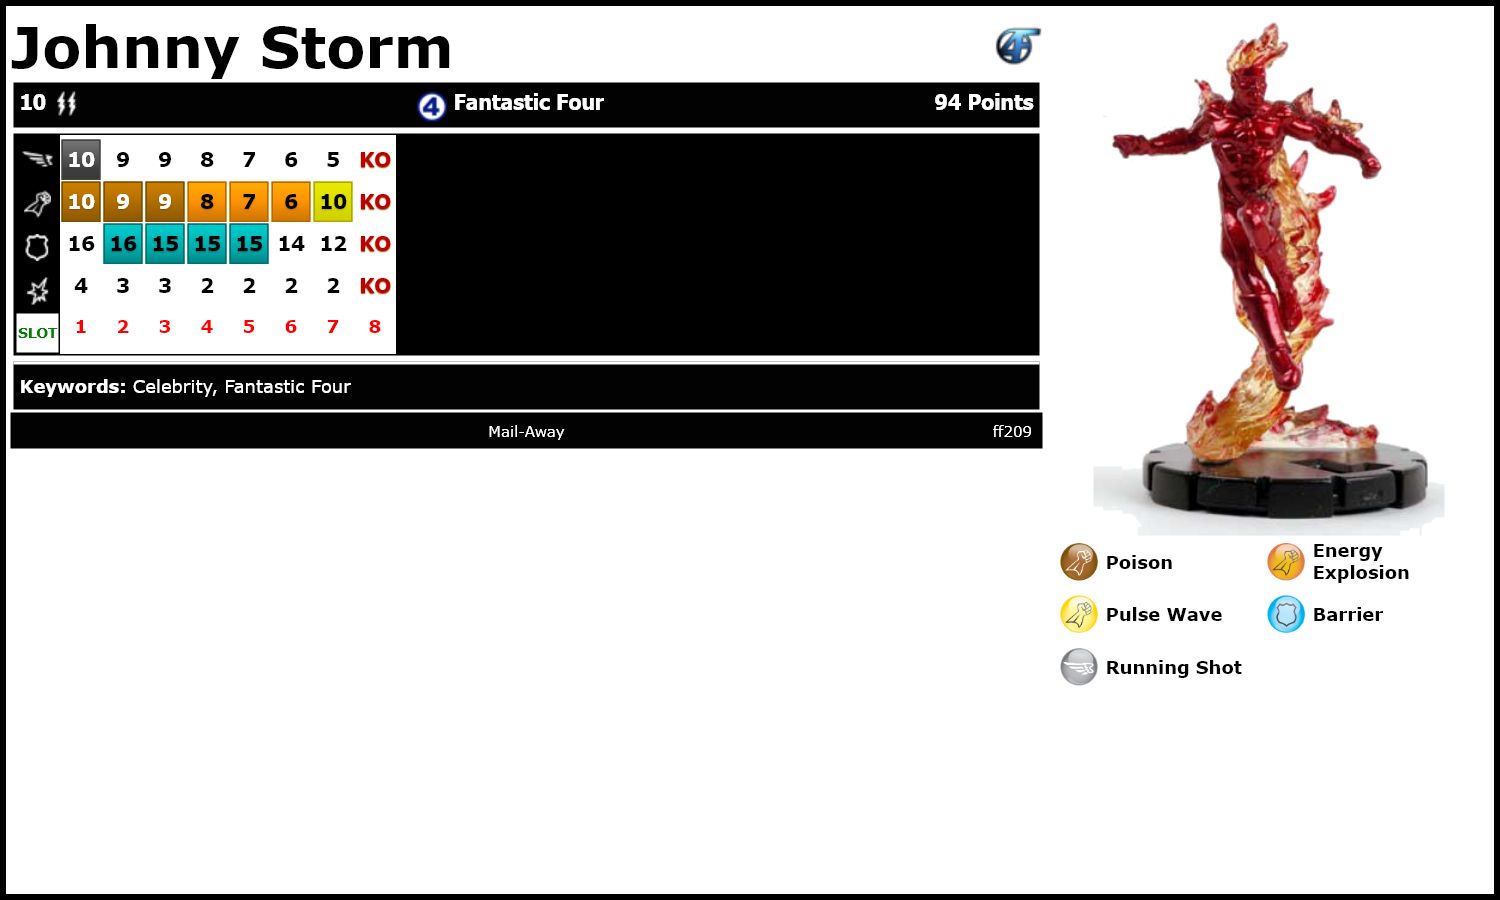 Johnny Storm
10 Fantastic Four 94 Points
10 9 9 8 7 6 5 KO
10 9 9 8 7 6 10 KO
16 16 15 15 15 14 12 KO
4 3 3 2 2 2 2 KO
SLOT 1 2 3 4 5 6 7 8
Keywords: Celebrity, Fantastic Four
Mail-Away ff209
Poison
Energy
Explosion
Pulse Wave
Barrier
Running Shot